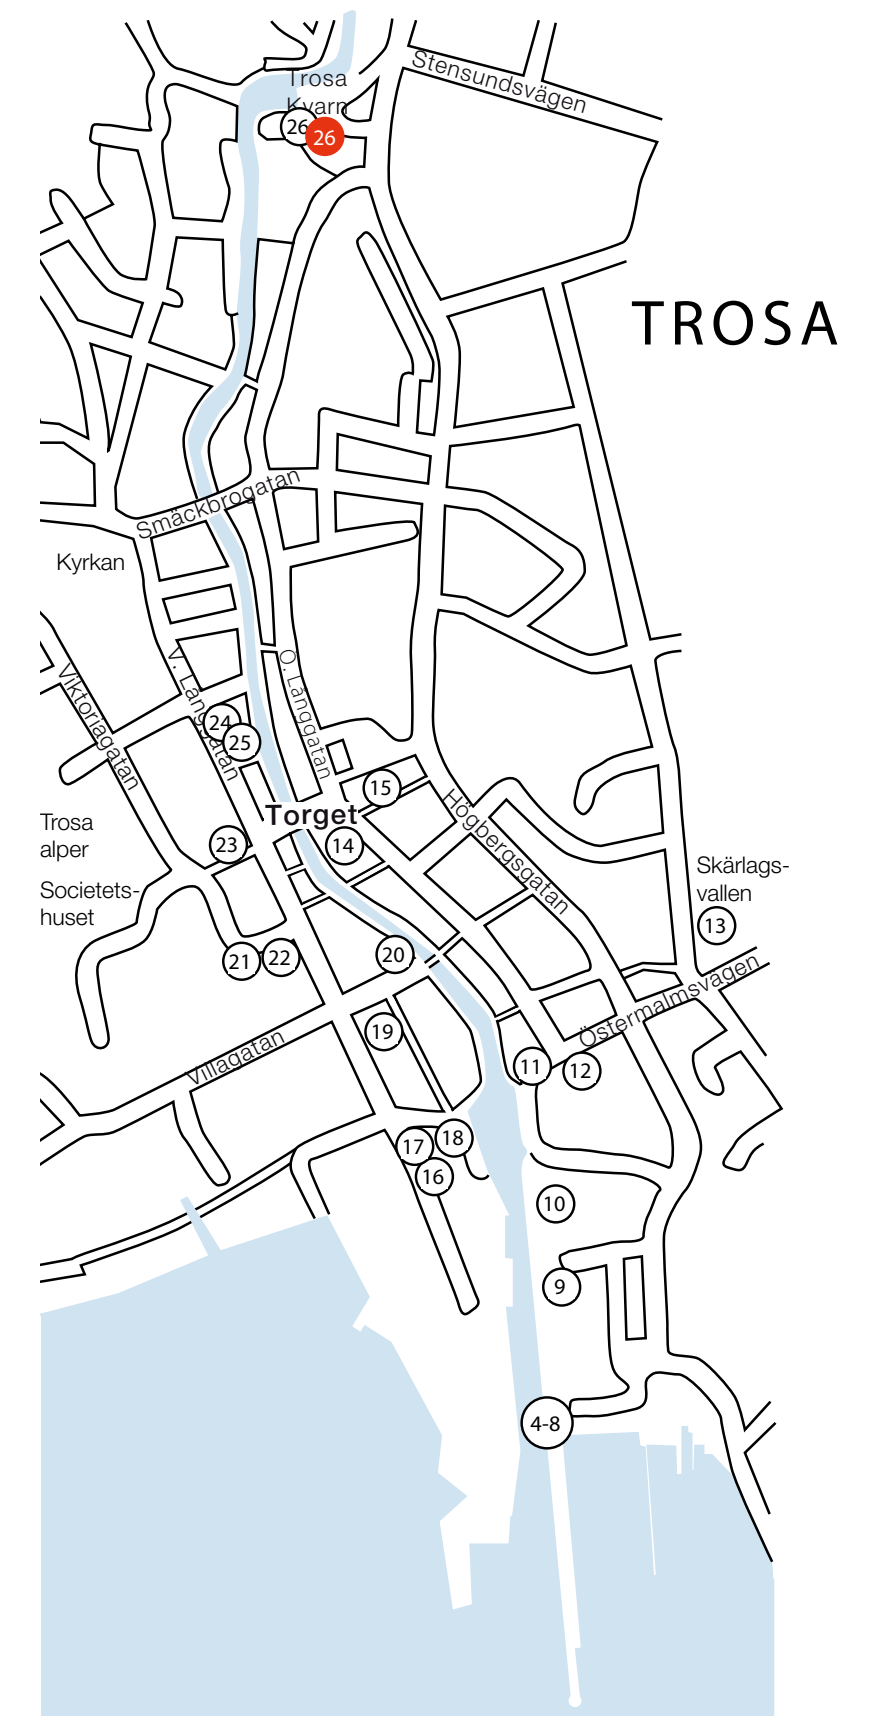 Stensundsvägen
Trosa
Kvarn
26
26
TROSA
Smäckbrogatan
Kyrkan
Viktoriagatan
V. Långgatan
Ö. Långgatan
24
25
15
Torget
Högbergsgatan
Trosa
alper
23
14
Societets-
huset
Skärlags-
vallen
13
21
22
20
Östermalmsvägen
19
Villagatan
11
12
17
18
16
10
9
4-8